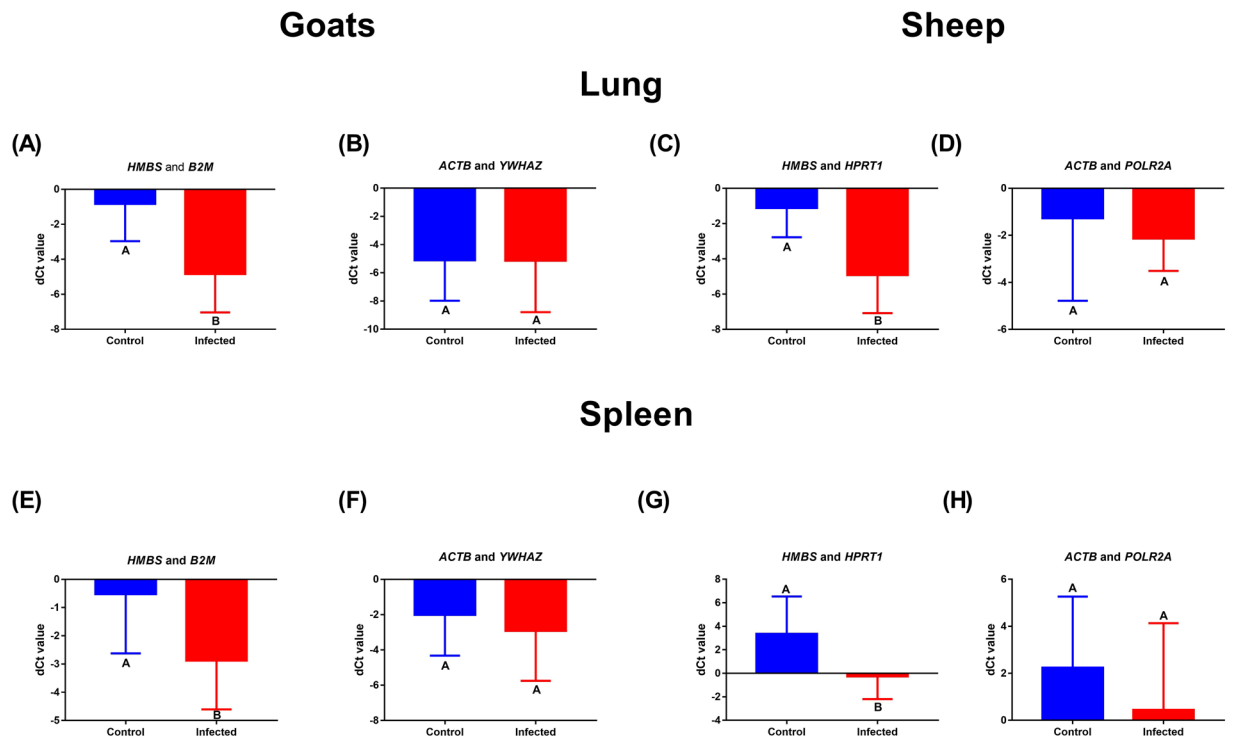 Goats Sheep
Lung
(A) (B) (C) (D)
HMBS and B2M ACTB and YWHAZ HMBS and HPRT1 ACTB and POLR2A
dCt value
0
-2
-4
-6
-8
A
B
Control Infected
dCt value
0
-2
-4
-6
-8
-10
A
A
Control Infected
dCt value
0
-2
-4
-6
-8
A
B
Control Infected
dCt value
0
-2
-4
-6
A
A
Control Infected
Spleen
(E) (F) (G) (H)
HMBS and B2M ACTB and YWHAZ HMBS and HPRT1 ACTB and POLR2A
dCt value
0
-1
-2
-3
-4
-5
A
B
Control Infected
dCt value
0
-2
-4
-6
-8
A
A
Control Infected
dCt value
8
6
4
2
0
-2
-4
A
B
Control Infected
dCt value
6
4
2
0
A
A
Control Infected